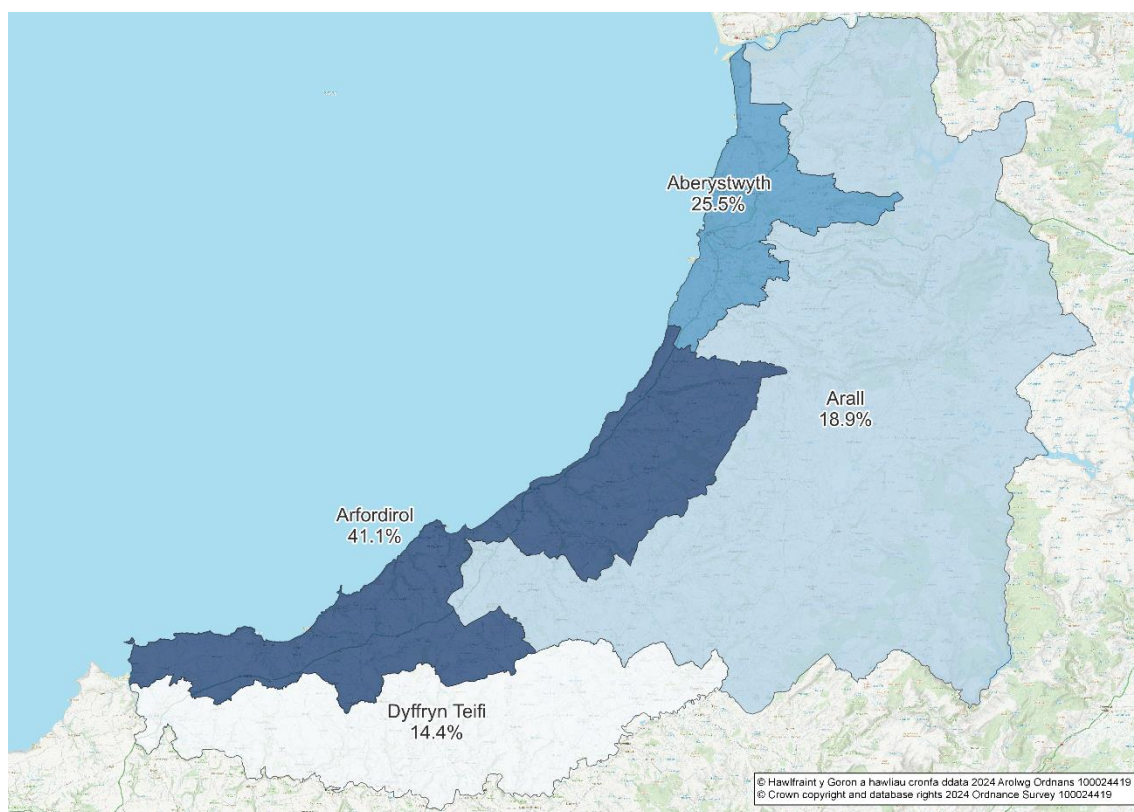 Aberystwyth
25.5%
Arall
18.9%
Arfordirol
41.1%
Dyffryn Teifi
14.4%
© Hawlfraint y Goron a hawliau cronfa ddata 2024 Arolwg Ordnans 100024419
© Crown copyright and database rights 2024 Ordnance Survey 100024419